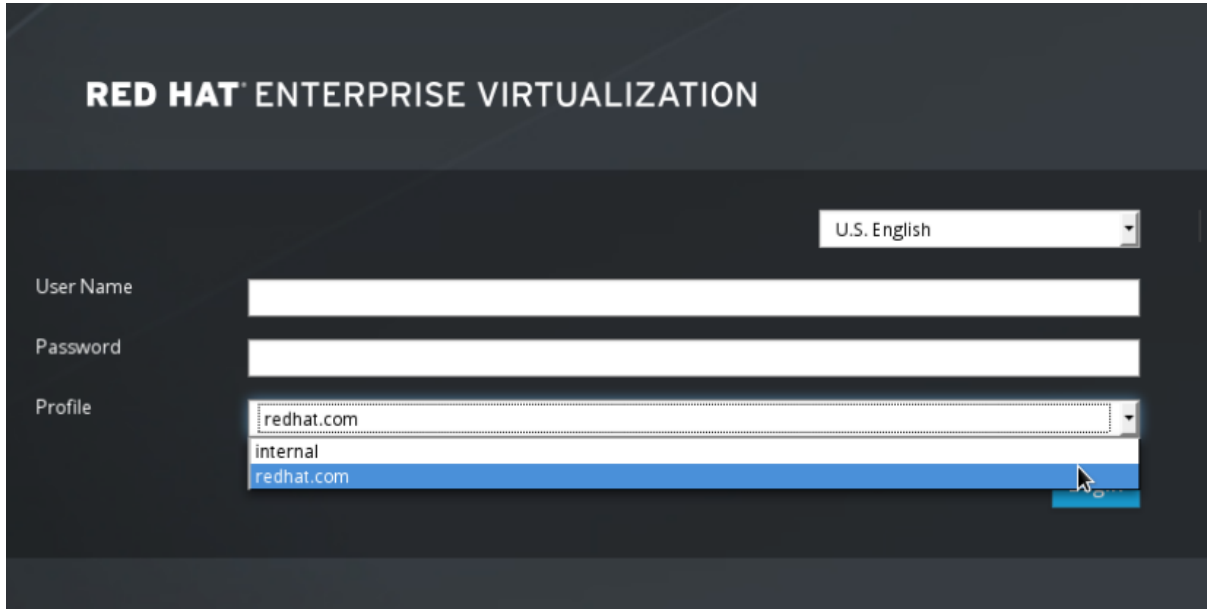 RED HAT® ENTERPRISE VIRTUALIZATION
U.S. English
User Name
Password
Profile
redhat.com
internal
redhat.com